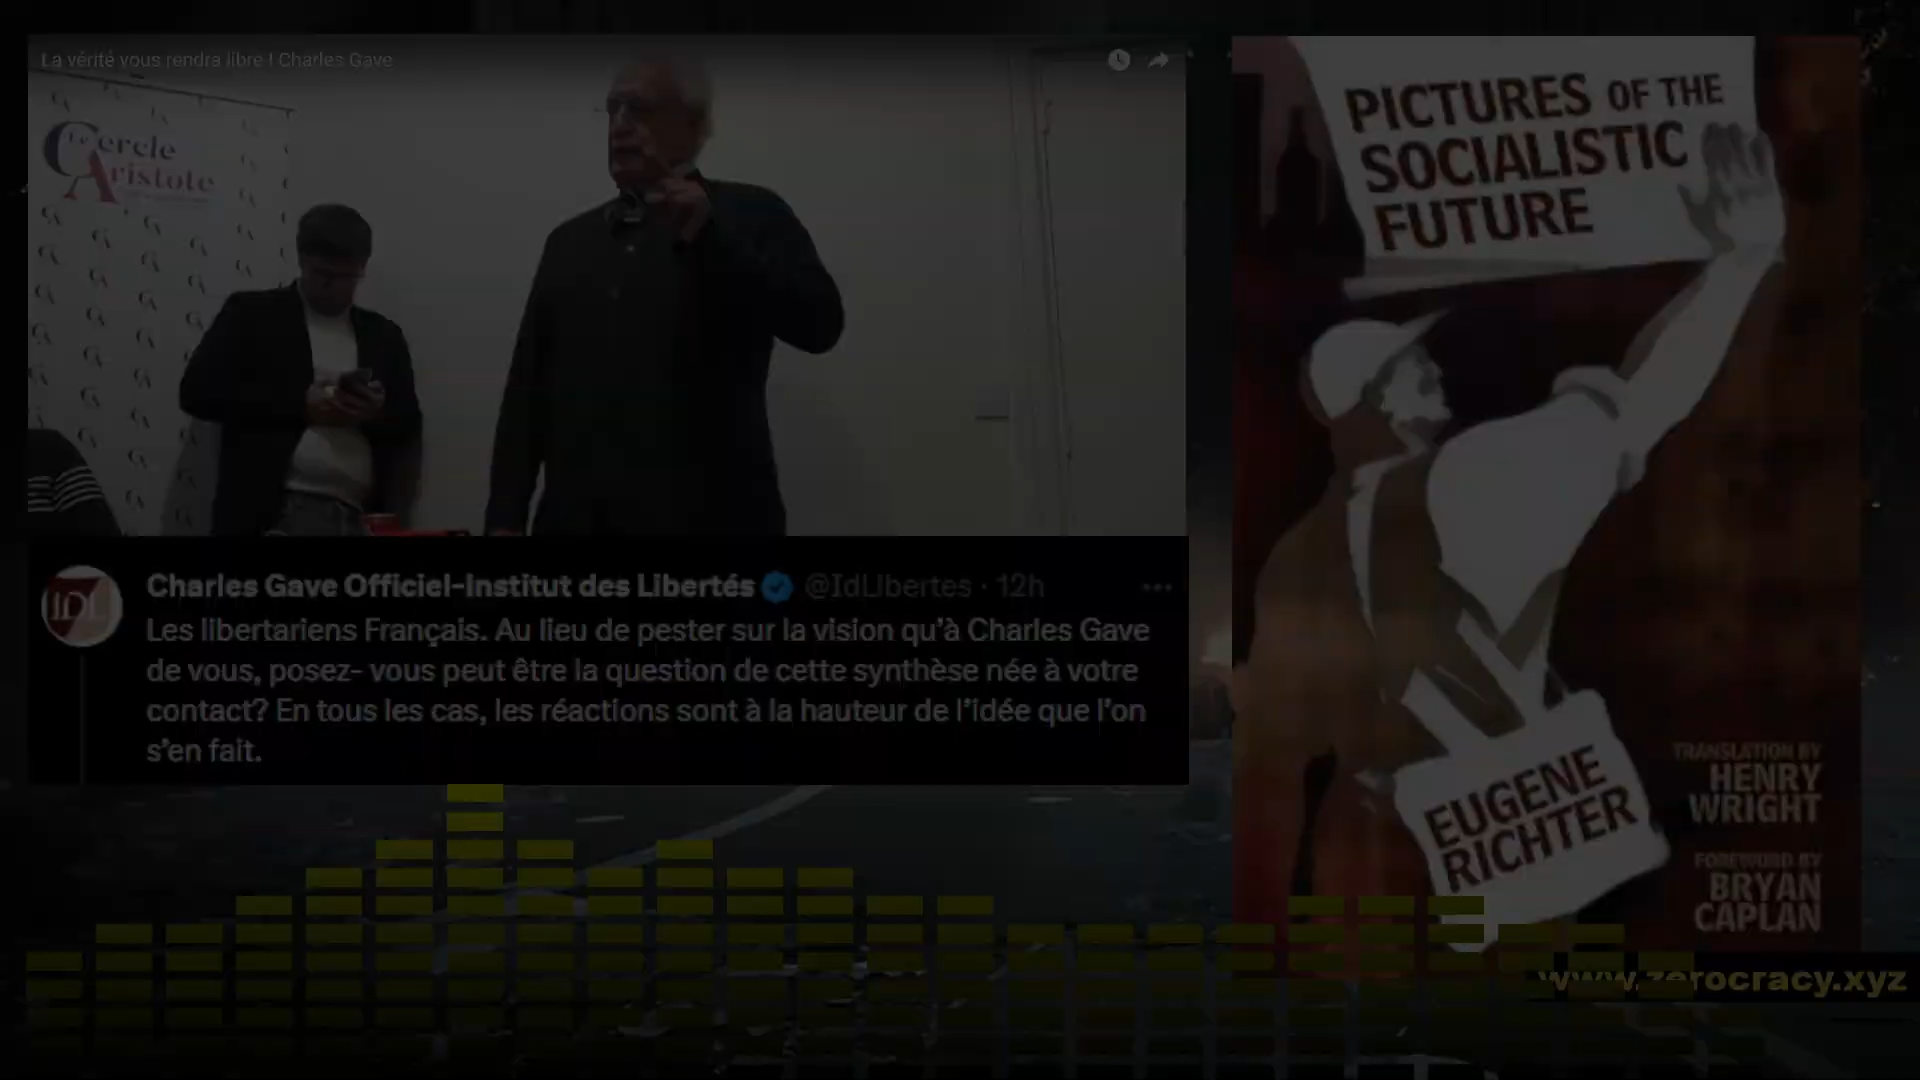 La vérité vous rendra libre I Charles Gave
Le Cercle
Aristote
Charles Gave Officiel-Institut des Libertés @IdLIbertes · 12h
IDL
Les libertariens Français. Au lieu de pester sur la vision qu'à Charles Gave
de vous, posez- vous peut être la question de cette synthèse née à votre
contact? En tous les cas, les réactions sont à la hauteur de l'idée que l'on
s'en fait.
PICTURES OF THE
SOCIALISTIC
FUTURE
EUGENE
RICHTER
TRANSLATION BY
HENRY
WRIGHT
FOREWORD BY
BRYAN
CAPLAN
www.zerocracy.xyz